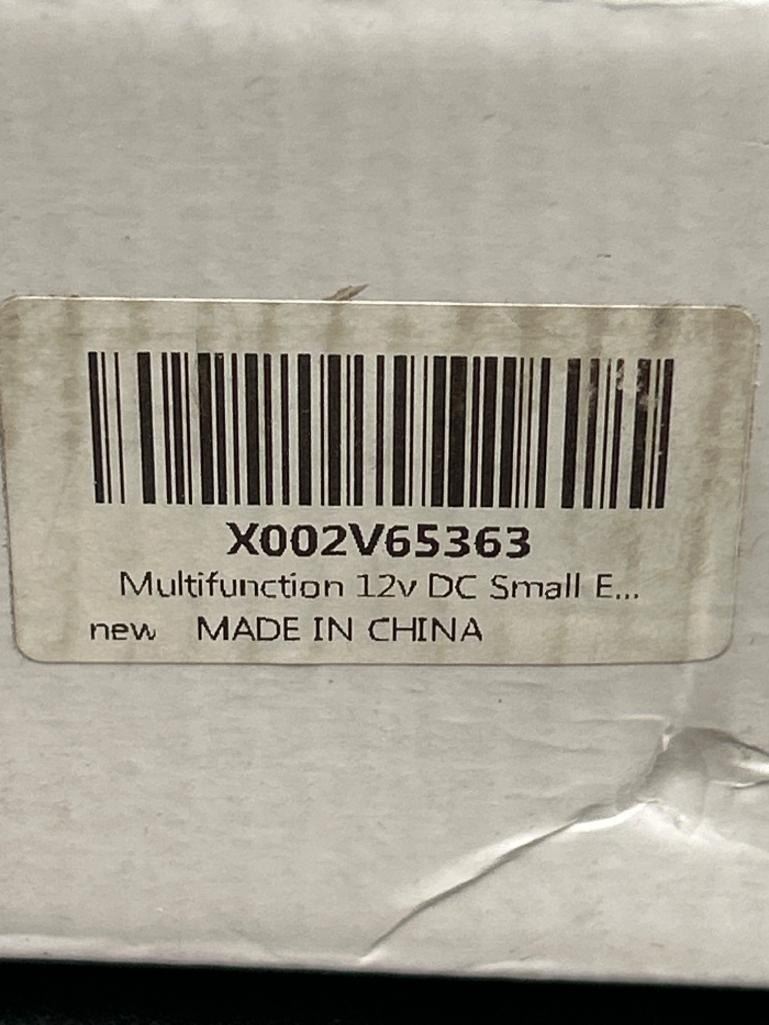 X002V65363
Multifunction 12v DC Small E...
new MADE IN CHINA